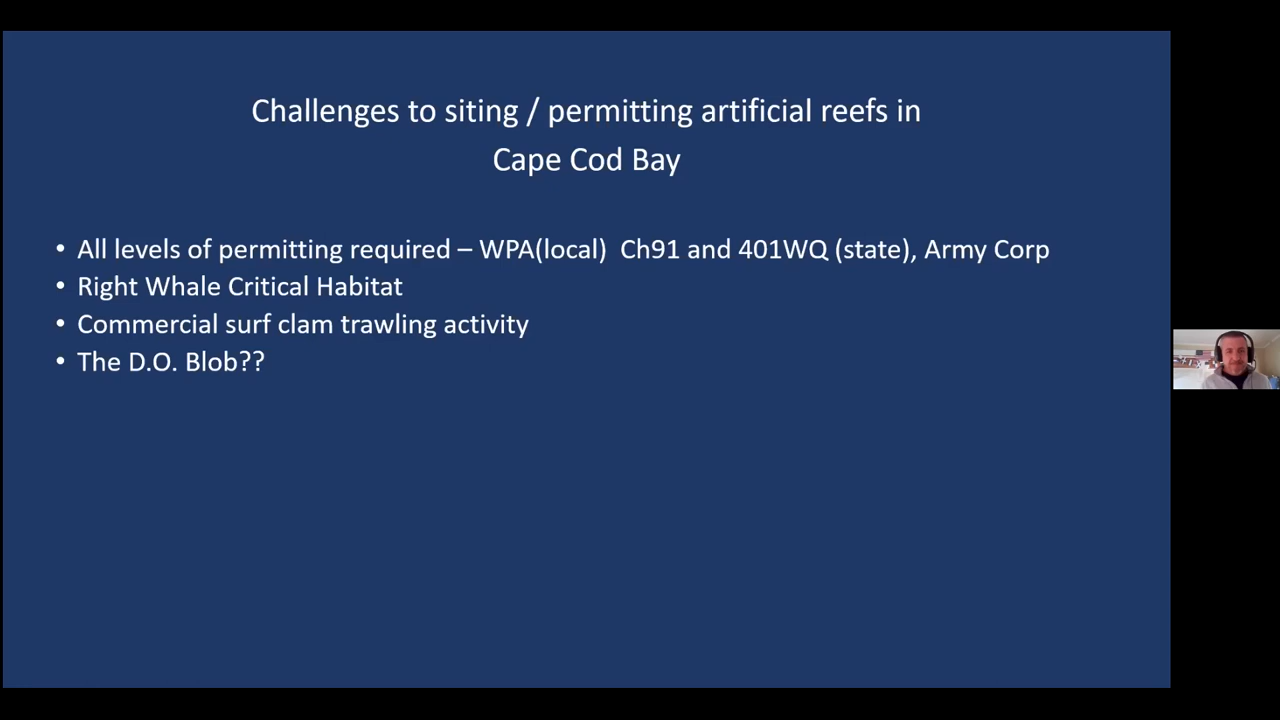 Challenges to siting / permitting artificial reefs in
Cape Cod Bay
• All levels of permitting required – WPA(local)  Ch91 and 401WQ (state), Army Corp
• Right Whale Critical Habitat
• Commercial surf clam trawling activity
• The D.O. Blob??